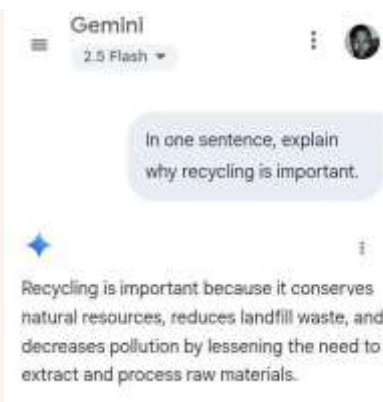 Gemini
2.5 Flash
In one sentence, explain
why recycling is important.
Recycling is important because it conserves
natural resources, reduces landfill waste, and
decreases pollution by lessening the need to
extract and process raw materials.